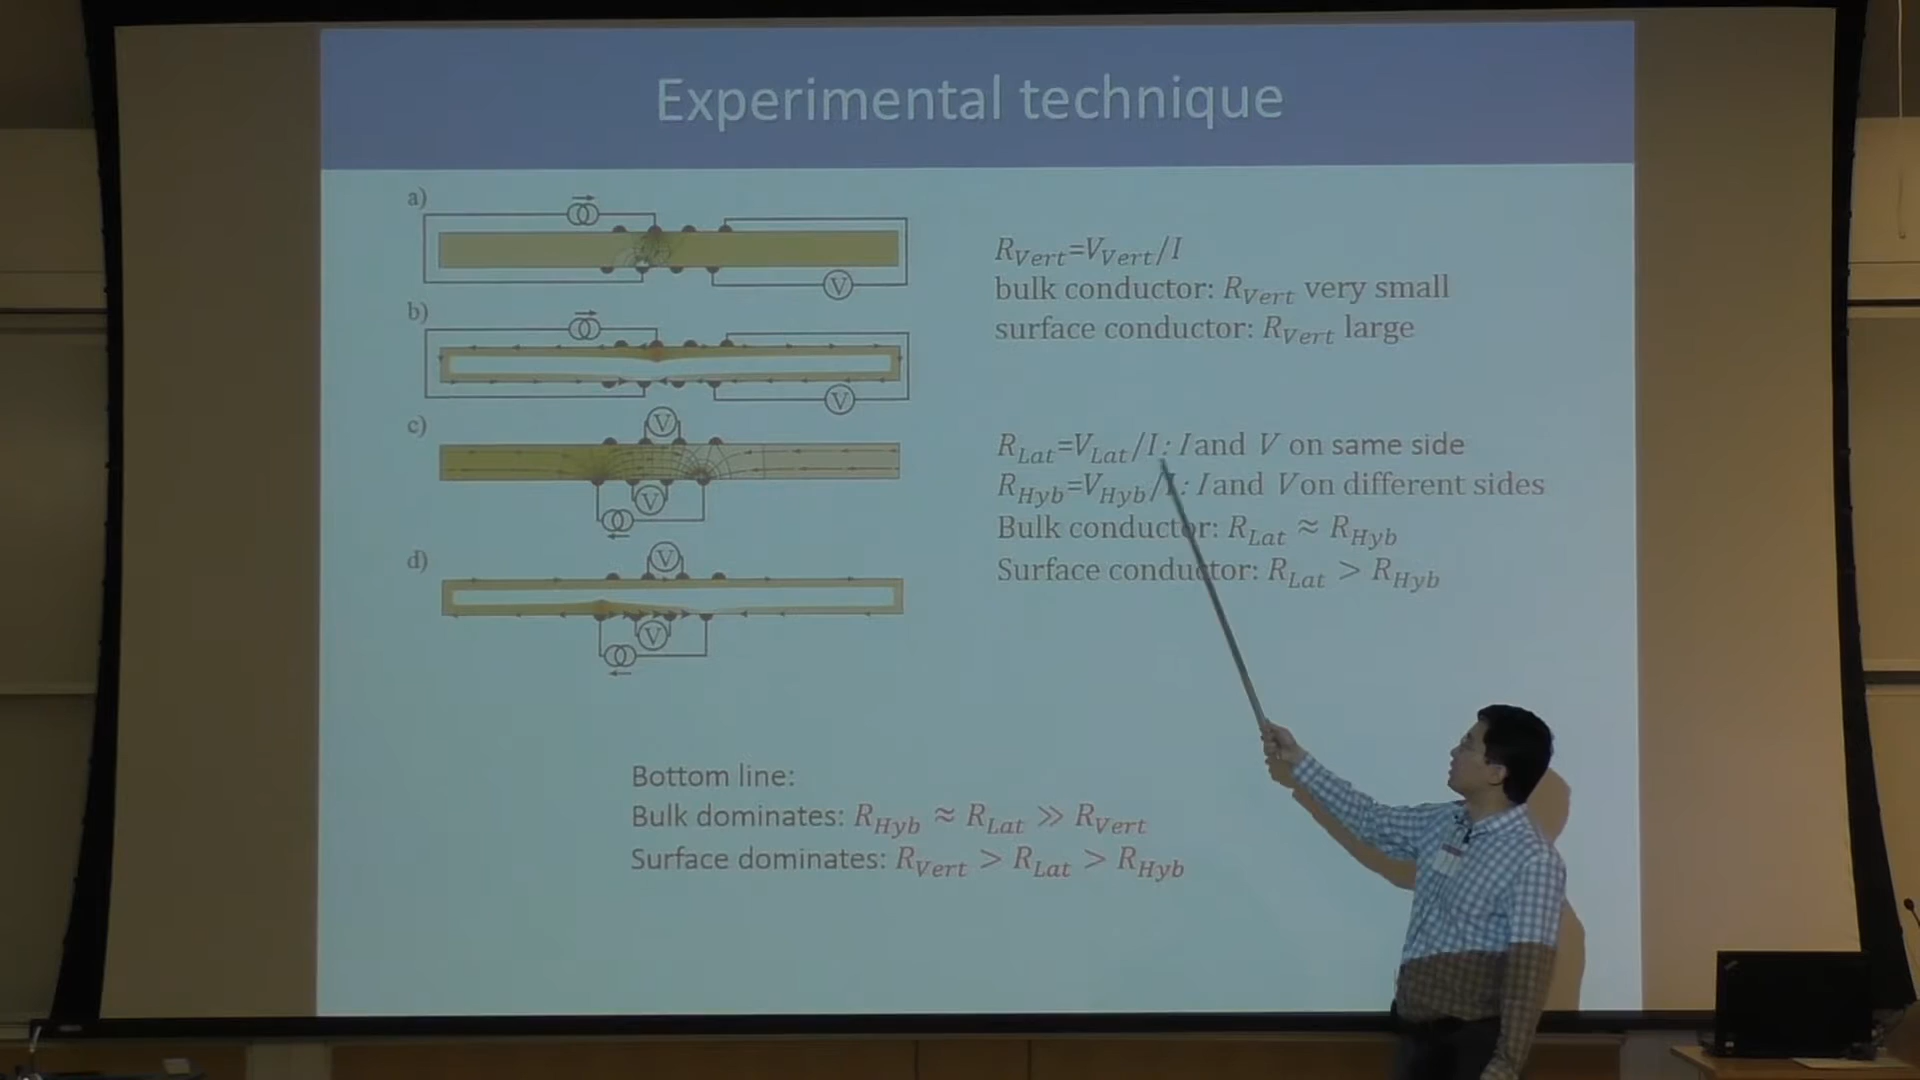 Experimental technique
a)
V
b)
V
c)
V
V
d)
V
V
R_Vert=V_Vert/I
bulk conductor: R_Vert very small
surface conductor: R_Vert large
R_Lat=V_Lat/I: I and V on same side
R_Hyb=V_Hyb/I: I and V on different sides
Bulk conductor: R_Lat ≈ R_Hyb
Surface conductor: R_Lat > R_Hyb
Bottom line:
Bulk dominates: R_Hyb ≈ R_Lat ≫ R_Vert
Surface dominates: R_Vert > R_Lat > R_Hyb